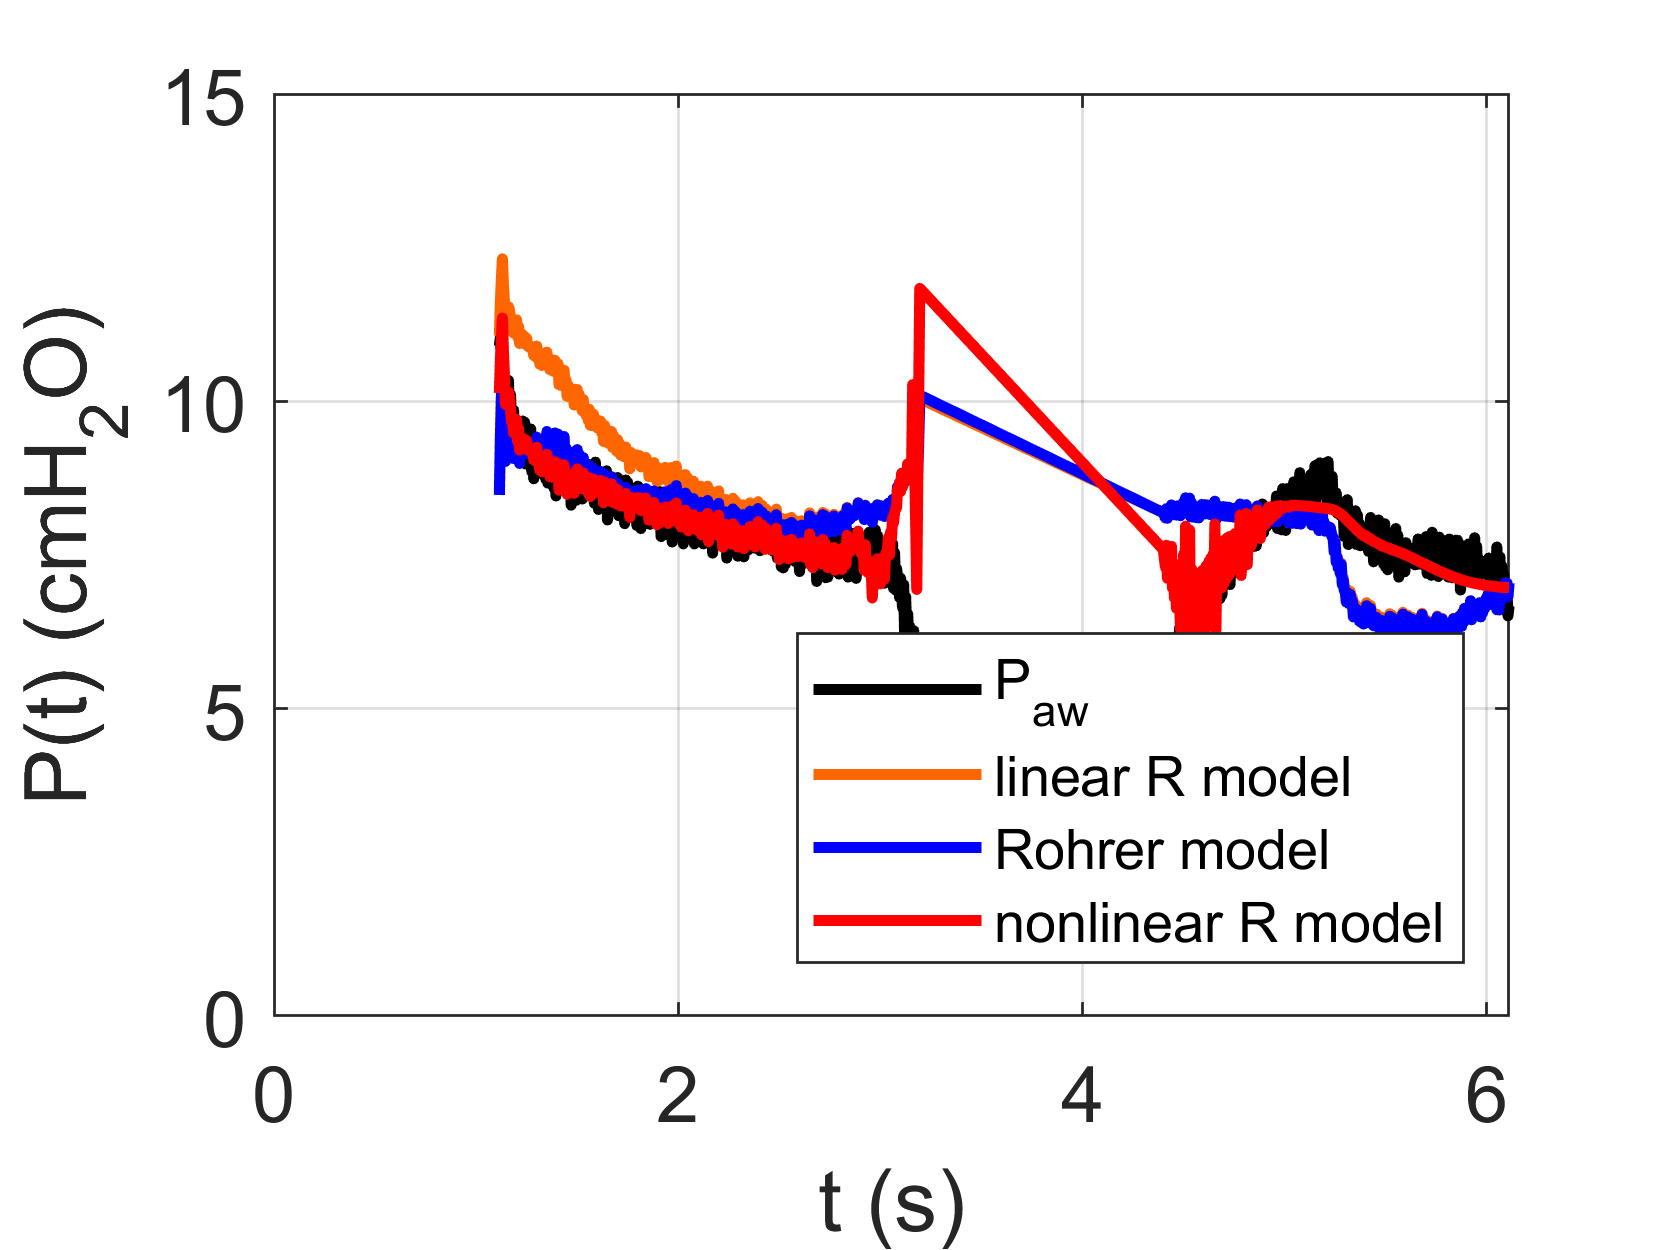 15
10
5
0
P(t) (cmH2O)
0 2 4 6
t (s)
Paw
linear R model
Rohrer model
nonlinear R model